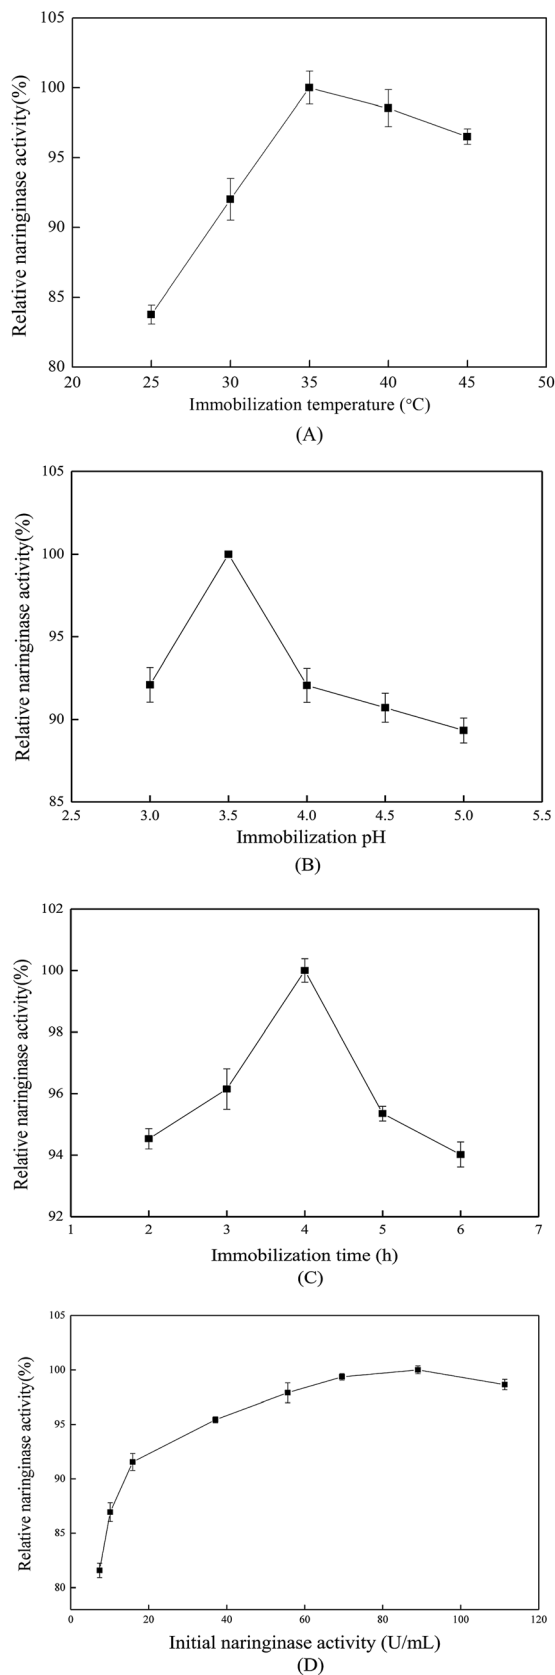 105
100
95
90
85
80
Relative naringinase activity(%)
20 25 30 35 40 45 50
Immobilization temperature (°C)
(A)
105
100
95
90
85
Relative naringinase activity(%)
2.5 3.0 3.5 4.0 4.5 5.0 5.5
Immobilization pH
(B)
102
100
98
96
94
92
Relative naringinase activity(%)
1 2 3 4 5 6 7
Immobilization time (h)
(C)
105
100
95
90
85
80
Relative naringinase activity(%)
0 20 40 60 80 100 120
Initial naringinase activity (U/mL)
(D)